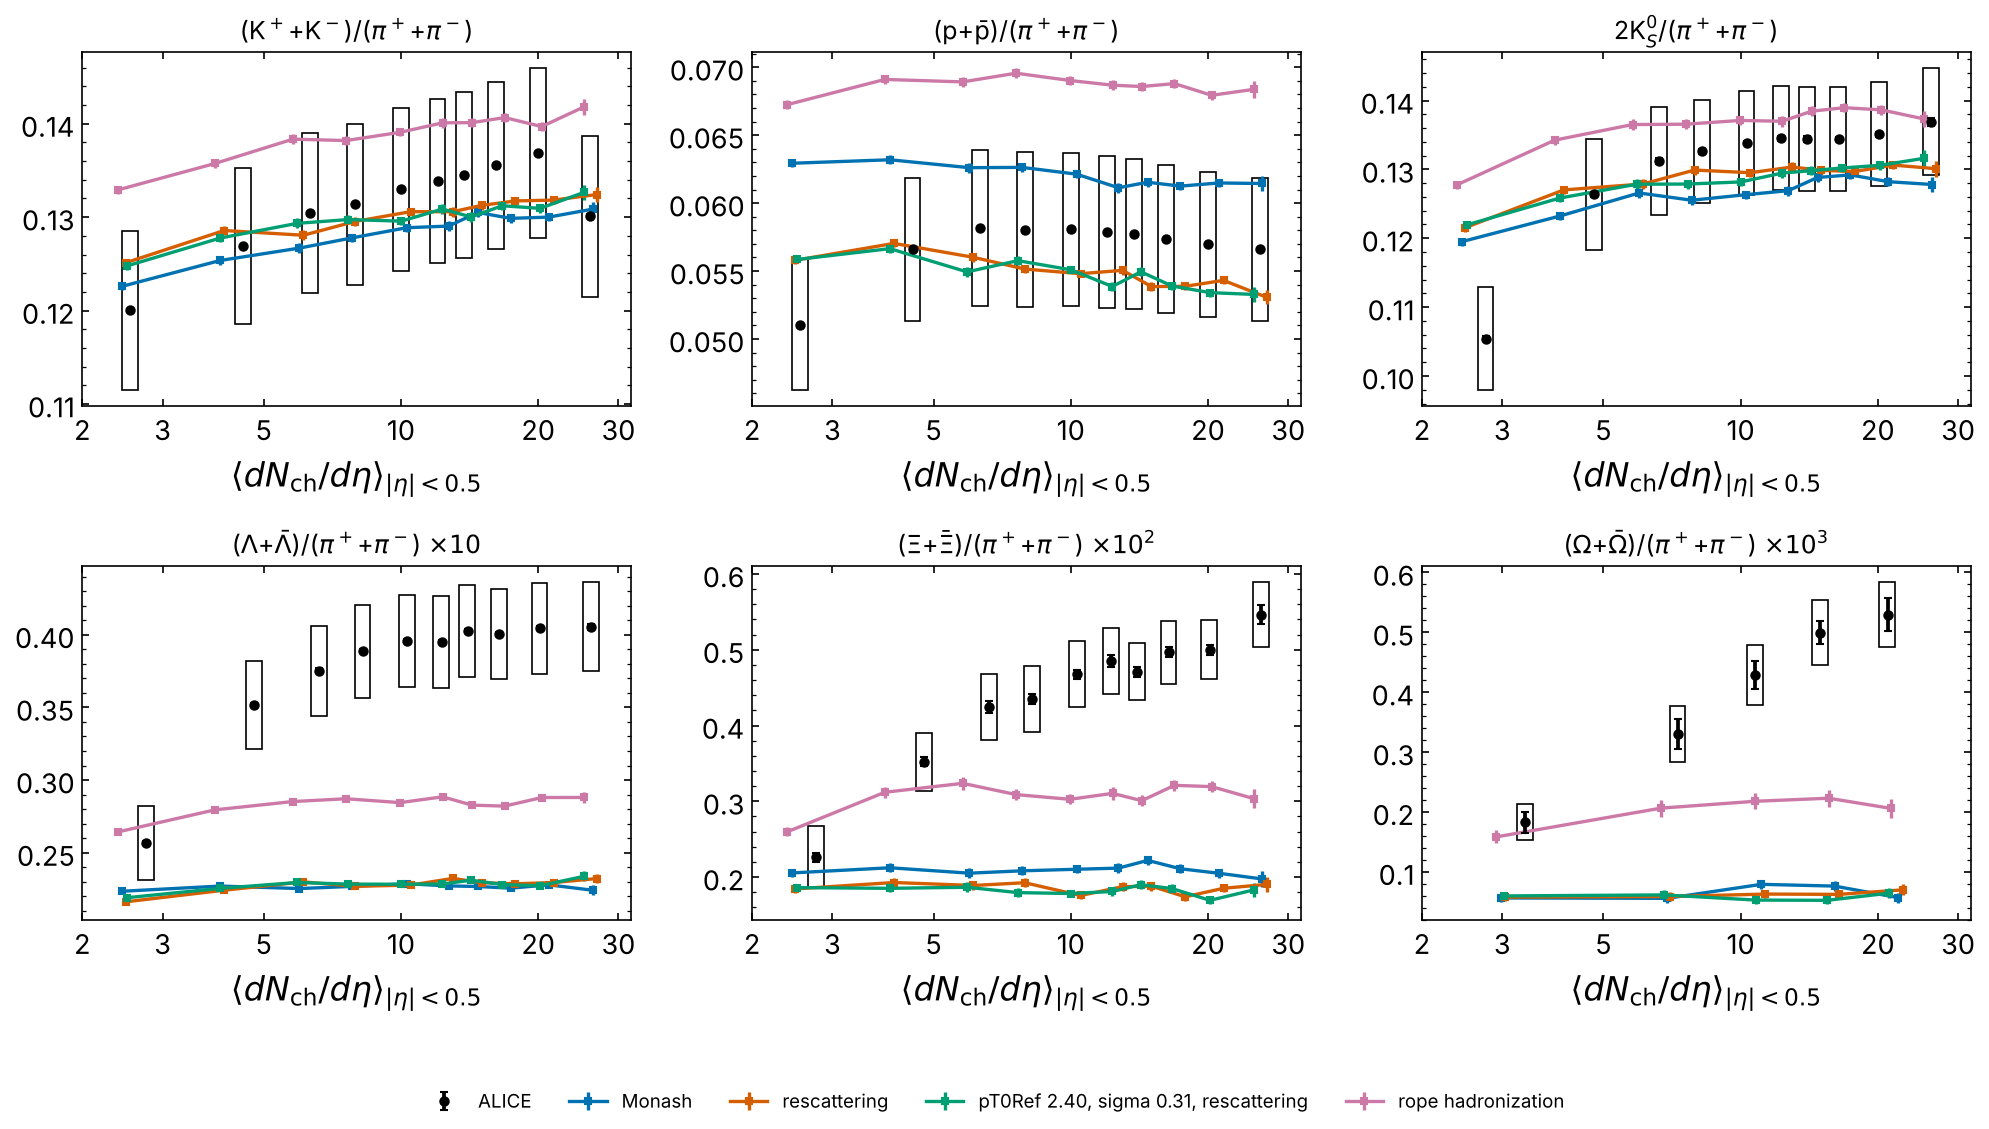 (K⁺+K⁻)/(π⁺+π⁻)
(p+p̄)/(π⁺+π⁻)
2K⁰_S/(π⁺+π⁻)
0.14
0.13
0.12
0.11
2 3 5 10 20 30
⟨dN_ch/dη⟩_|η|<0.5
0.070
0.065
0.060
0.055
0.050
2 3 5 10 20 30
⟨dN_ch/dη⟩_|η|<0.5
0.14
0.13
0.12
0.11
0.10
2 3 5 10 20 30
⟨dN_ch/dη⟩_|η|<0.5
(Λ+Λ̄)/(π⁺+π⁻) ×10
(Ξ+Ξ̄)/(π⁺+π⁻) ×10²
(Ω+Ω̄)/(π⁺+π⁻) ×10³
0.40
0.35
0.30
0.25
2 3 5 10 20 30
⟨dN_ch/dη⟩_|η|<0.5
0.6
0.5
0.4
0.3
0.2
2 3 5 10 20 30
⟨dN_ch/dη⟩_|η|<0.5
0.6
0.5
0.4
0.3
0.2
0.1
2 3 5 10 20 30
⟨dN_ch/dη⟩_|η|<0.5
ALICE Monash rescattering pT0Ref 2.40, sigma 0.31, rescattering rope hadronization